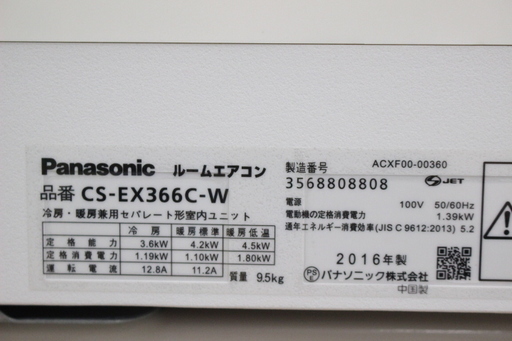 Panasonic ルームエアコン
品番 CS-EX366C-W
冷房・暖房兼用セパレート形室内ユニット
冷房 暖房標準 暖房低温
定格能力 3.6kW 4.2kW 4.5kW
定格消費電力 1.19kW 1.10kW 1.80kW
運転電流 12.8A 11.2A 質量 9.5kg
ACXF00-00360
製造番号
3568808808 JET
電源 100V 50/60Hz
電動機の定格消費電力 1.39kW
通年エネルギー消費効率(JIS C 9612:2013) 5.2
2016年製
PSE パナソニック株式会社
中国製